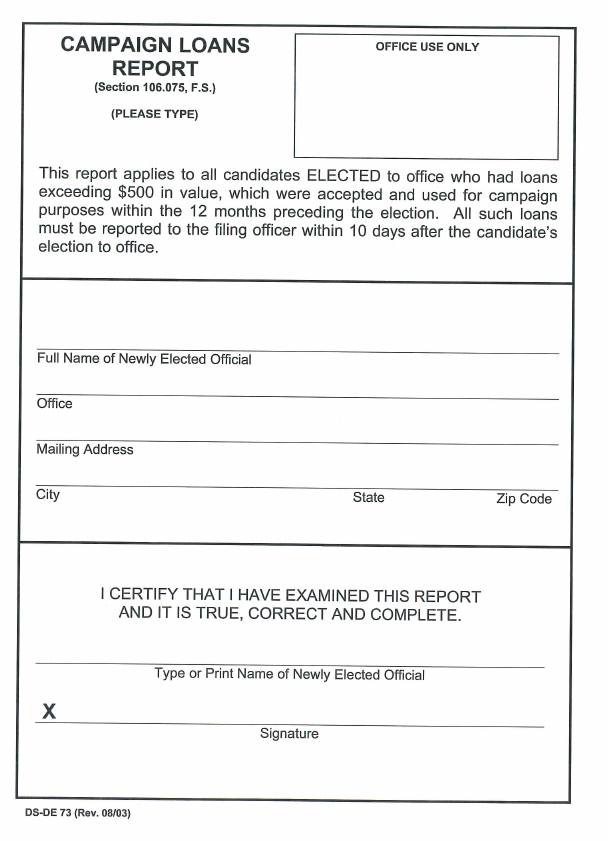 CAMPAIGN LOANS
REPORT
(Section 106.075, F.S.)
(PLEASE TYPE)
OFFICE USE ONLY
This report applies to all candidates ELECTED to office who had loans
exceeding $500 in value, which were accepted and used for campaign
purposes within the 12 months preceding the election. All such loans
must be reported to the filing officer within 10 days after the candidate's
election to office.
Full Name of Newly Elected Official
Office
Mailing Address
City State Zip Code
I CERTIFY THAT I HAVE EXAMINED THIS REPORT
AND IT IS TRUE, CORRECT AND COMPLETE.
Type or Print Name of Newly Elected Official
X
Signature
DS-DE 73 (Rev. 08/03)